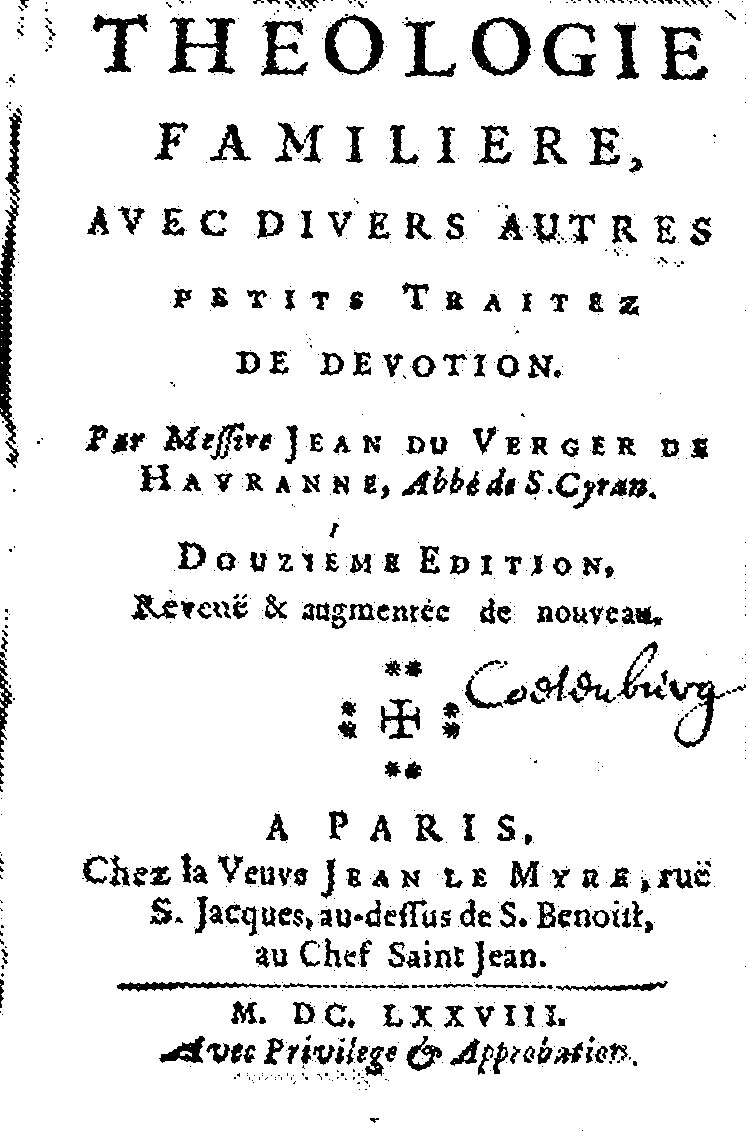 THEOLOGIE
FAMILIERE,
AVEC DIVERS AUTRES
PETITS TRAITEZ
DE DEVOTION.
Par Meſſire JEAN DU VERGER DE
HAVRANNE, Abbé de S. Cyran.
DOUZIÉME EDITION,
Reveuë & augmentée de nouveau.
A PARIS,
Chez la Veuve JEAN LE MYRE, ruë
S. Jacques, au-deſſus de S. Benoiſt,
au Chef Saint Jean.
M. DC. LXXVIII.
Avec Privilege & Approbation.